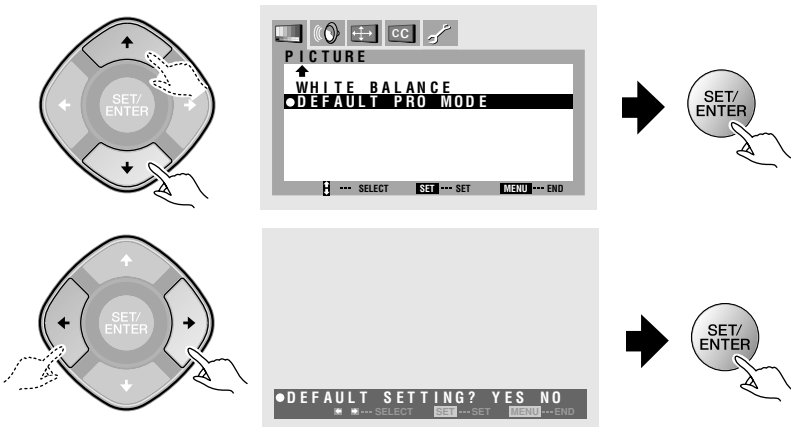 SET/
ENTER
CC
PICTURE
WHITE BALANCE
●DEFAULT PRO MODE
--- SELECT SET --- SET MENU --- END
SET/
ENTER
SET/
ENTER
●DEFAULT SETTING? YES NO
--- SELECT SET --- SET MENU --- END
SET/
ENTER